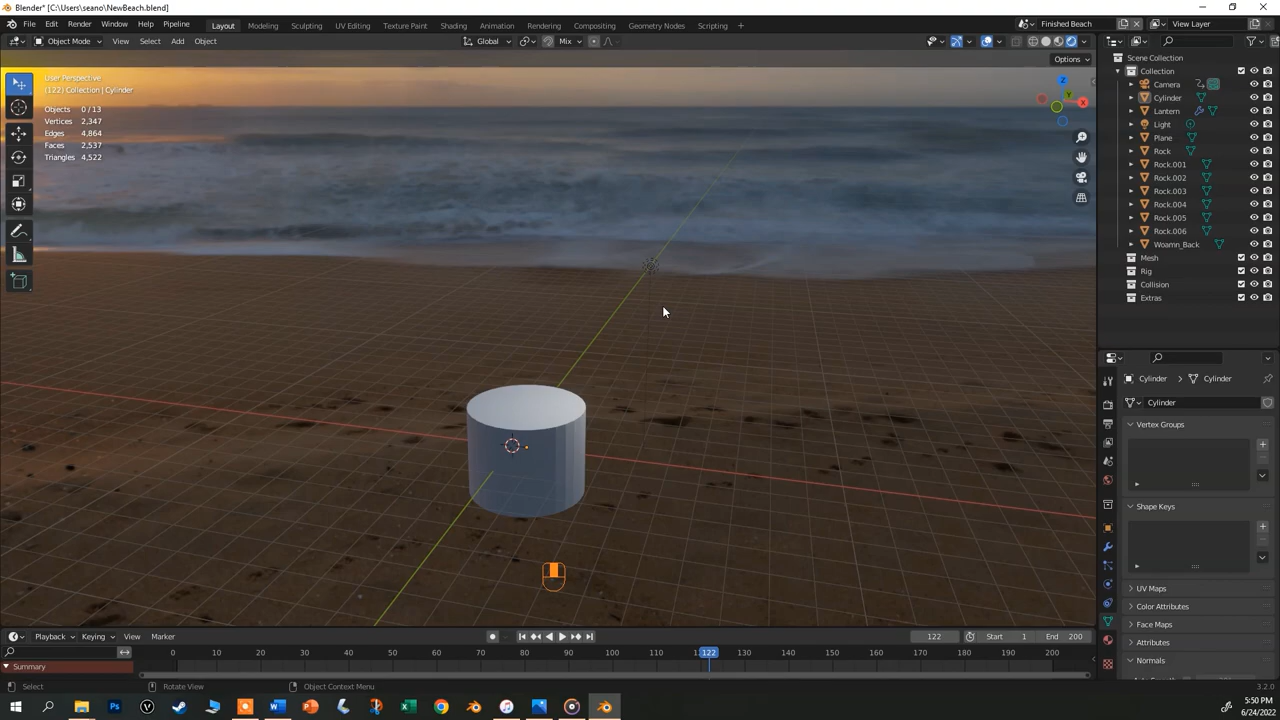 Blender* [C:\Users\seano\NewBeach.blend]
File Edit Render Window Help Pipeline Layout Modeling Sculpting UV Editing Texture Paint Shading Animation Rendering Compositing Geometry Nodes Scripting + Finished Beach View Layer
Object Mode View Select Add Object Global Mix
Options
User Perspective
(122) Collection | Cylinder
Objects 0 / 13
Vertices 2,347
Edges 4,864
Faces 2,537
Triangles 4,522
Z
Y
X
Scene Collection
Collection
Camera
Cylinder
Lantern
Light
Plane
Rock
Rock.001
Rock.002
Rock.003
Rock.004
Rock.005
Rock.006
Woamn_Back
Mesh
Rig
Collision
Extras
Cylinder > Cylinder
Cylinder
Vertex Groups
Shape Keys
UV Maps
Color Attributes
Face Maps
Attributes
Normals
Playback Keying View Marker 122 Start 1 End 200
0 10 20 30 40 50 60 70 80 90 100 110 122 130 140 150 160 170 180 190 200
Summary
Select Rotate View Object Context Menu 3.2.0
5:50 PM
6/24/2022